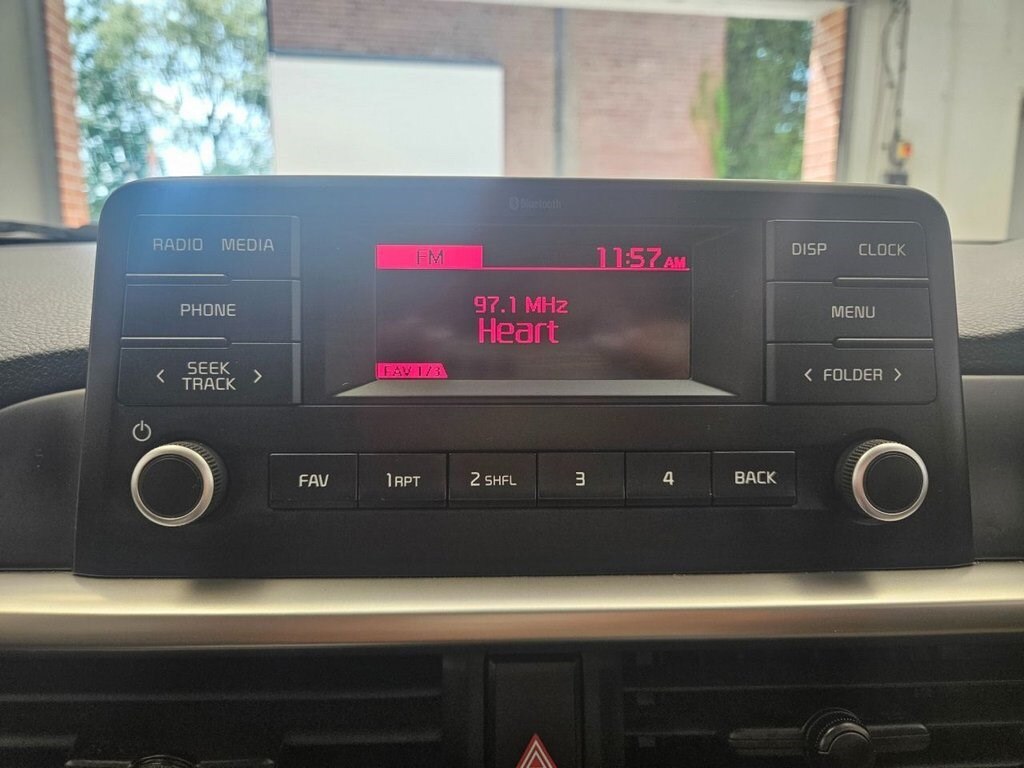 Bluetooth
RADIO MEDIA
PHONE
< SEEK TRACK >
FM 11:57 AM
97.1 MHz
Heart
FAV 1/3
DISP CLOCK
MENU
< FOLDER >
FAV 1 RPT 2 SHFL 3 4 BACK